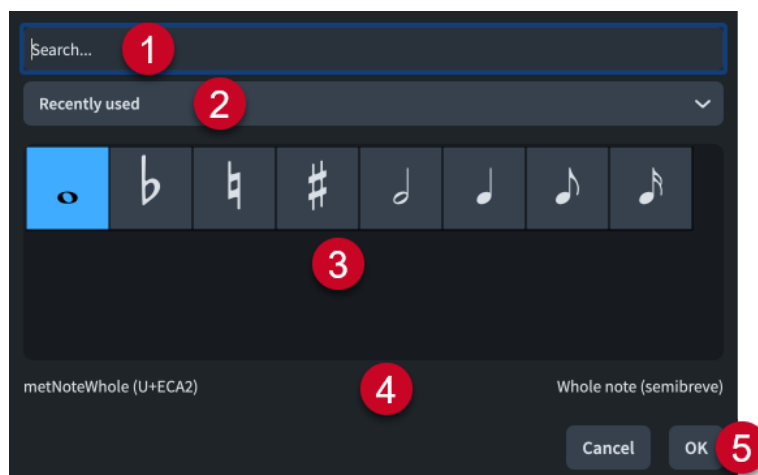 Search... 1
Recently used 2
3
metNoteWhole (U+ECA2) 4 Whole note (semibreve)
Cancel OK 5